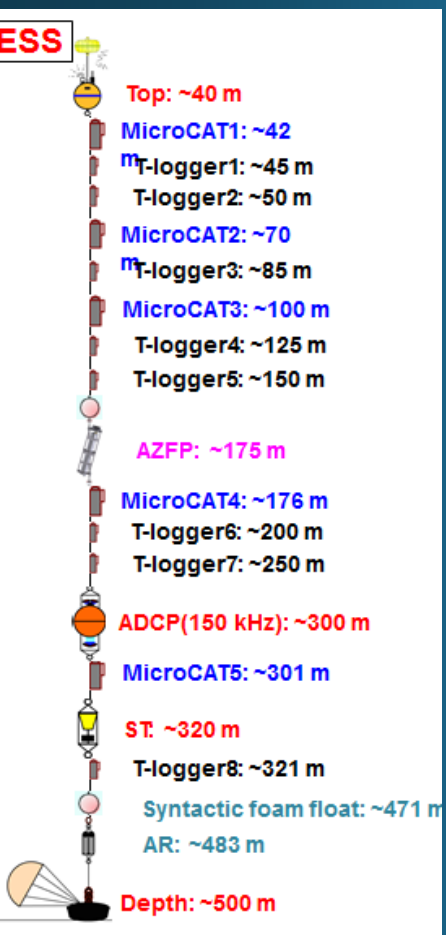 ESS
Top: ~40 m
MicroCAT1: ~42
m
T-logger1: ~45 m
T-logger2: ~50 m
MicroCAT2: ~70
m
T-logger3: ~85 m
MicroCAT3: ~100 m
T-logger4: ~125 m
T-logger5: ~150 m
AZFP: ~175 m
MicroCAT4: ~176 m
T-logger6: ~200 m
T-logger7: ~250 m
ADCP(150 kHz): ~300 m
MicroCAT5: ~301 m
ST: ~320 m
T-logger8: ~321 m
Syntactic foam float: ~471 m
AR: ~483 m
Depth: ~500 m